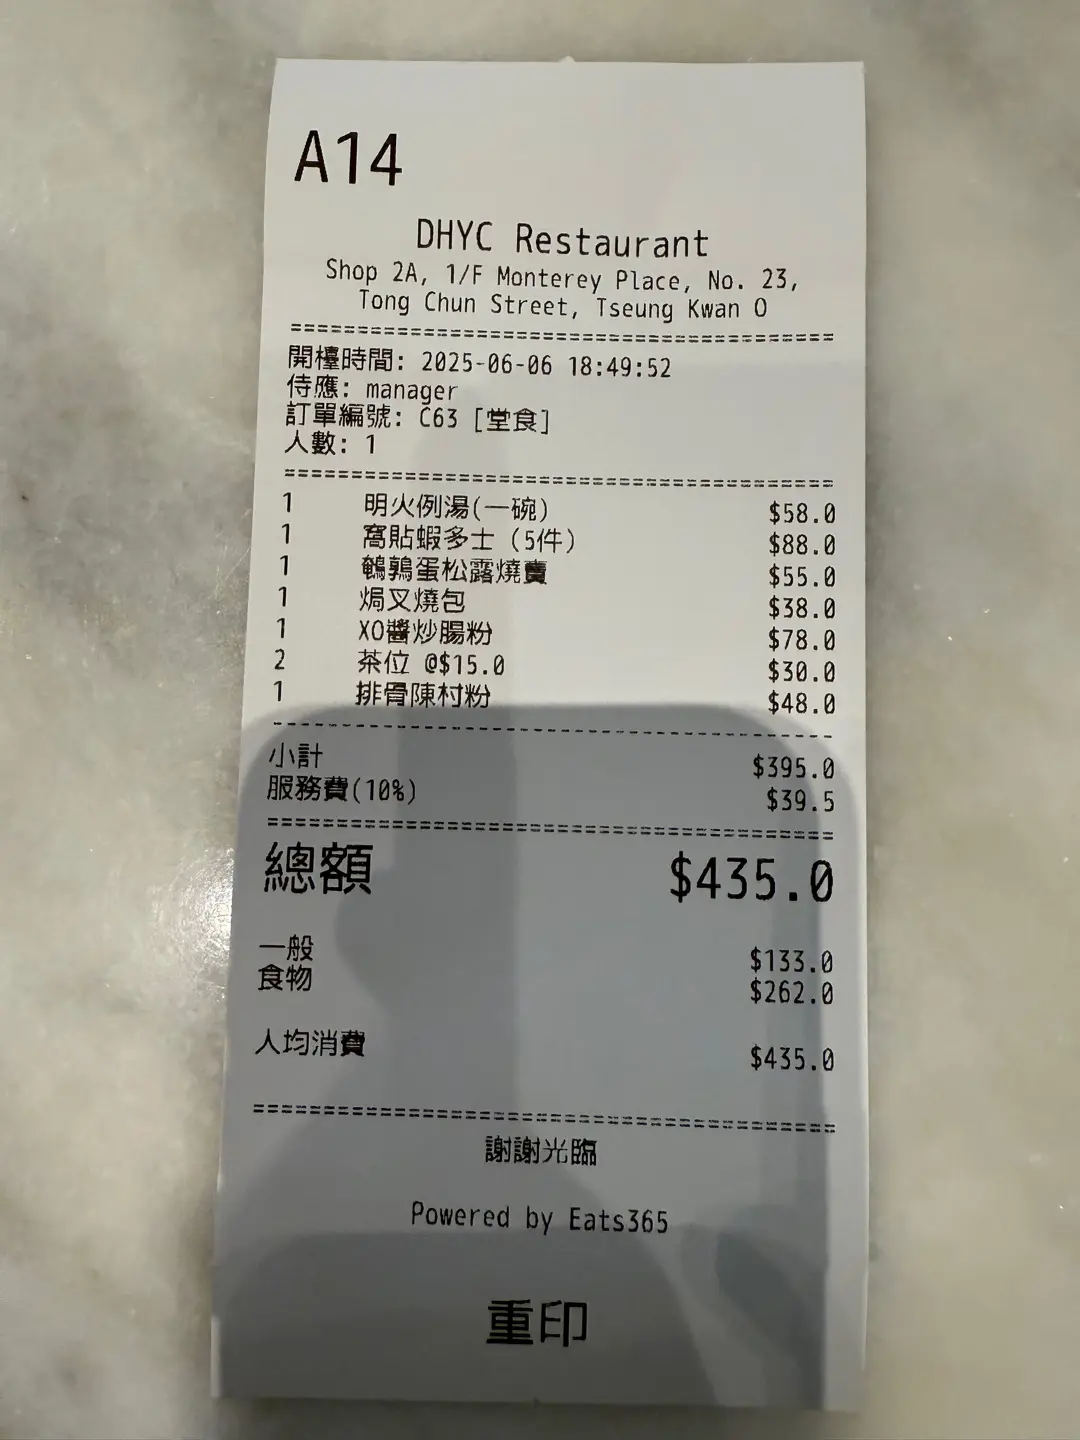 A14
DHYC Restaurant
Shop 2A, 1/F Monterey Place, No. 23,
Tong Chun Street, Tseung Kwan O
開檯時間: 2025-06-06 18:49:52
侍應: manager
訂單編號: C63 [堂食]
人數: 1
1 明火例湯(一碗) $58.0
1 窩貼蝦多士 (5件) $88.0
1 鵪鶉蛋松露燒賣 $55.0
1 焗叉燒包 $38.0
1 XO醬炒腸粉 $78.0
2 茶位 @$15.0 $30.0
1 排骨陳村粉 $48.0
小計 $395.0
服務費(10%) $39.5
總額 $435.0
一般 $133.0
食物 $262.0
人均消費 $435.0
謝謝光臨
Powered by Eats365
重印